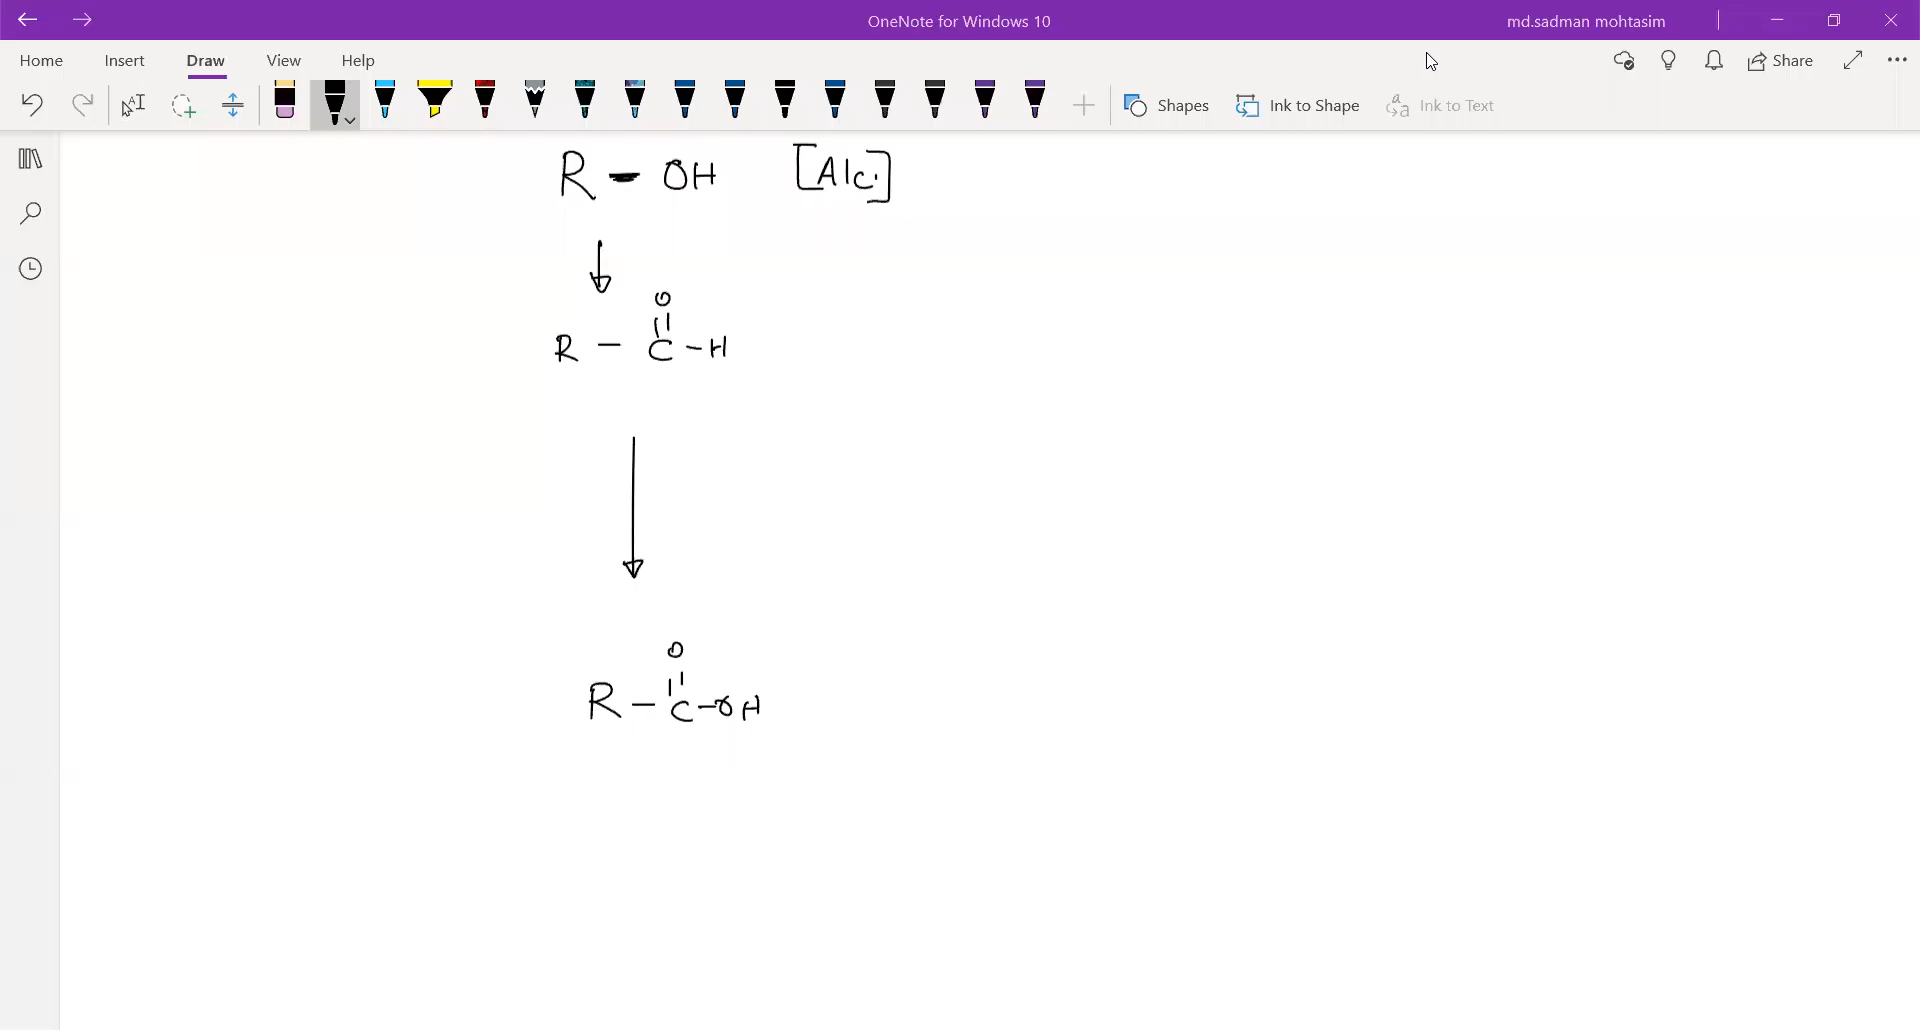 OneNote for Windows 10 md.sadman mohtasim
Home Insert Draw View Help Share
Shapes Ink to Shape Ink to Text
R - OH [Alc.]
O
R - C - H
O
R - C - OH